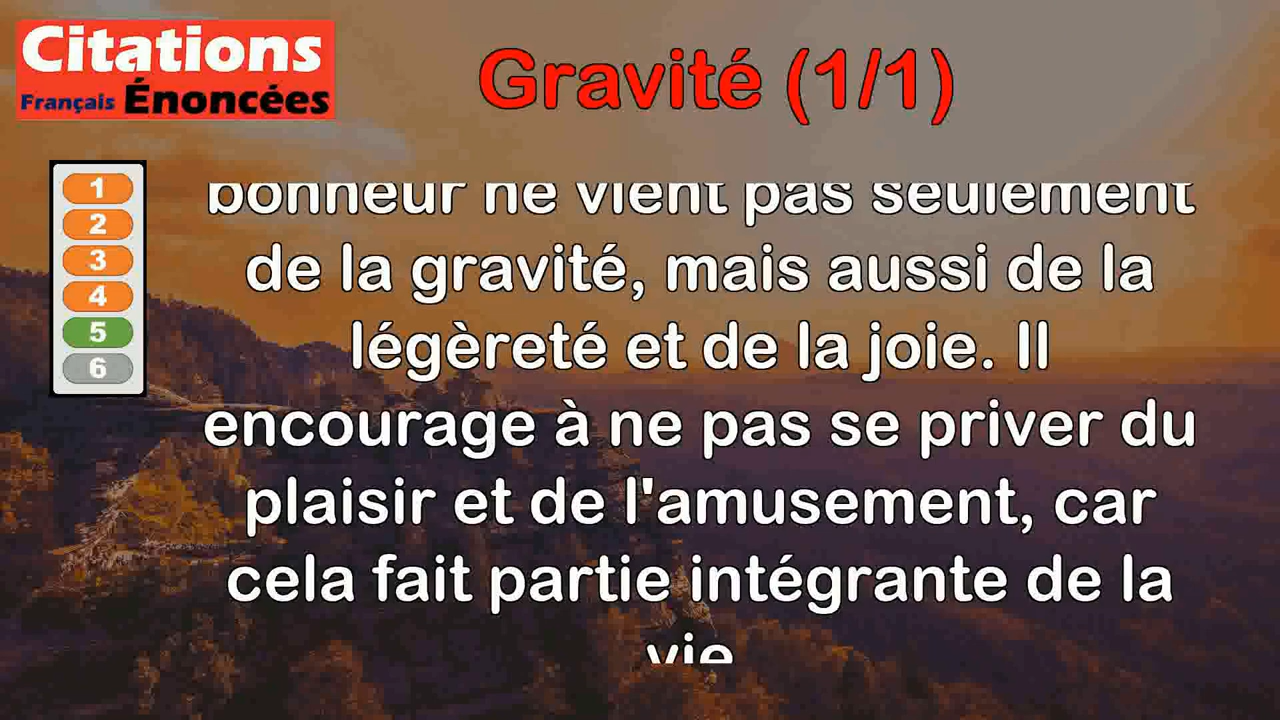 Citations
Français Énoncées
Gravité (1/1)
1
2
3
4
5
6
bonheur ne vient pas seulement
de la gravité, mais aussi de la
légèreté et de la joie. Il
encourage à ne pas se priver du
plaisir et de l'amusement, car
cela fait partie intégrante de la
vie